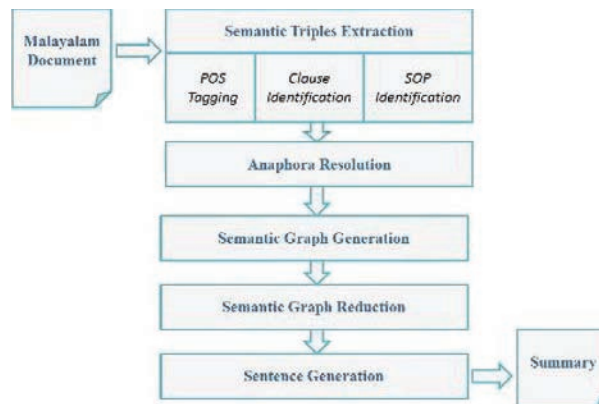 Malayalam
Document
Semantic Triples Extraction
POS
Tagging
Clause
Identification
SOP
Identification
Anaphora Resolution
Semantic Graph Generation
Semantic Graph Reduction
Sentence Generation
Summary